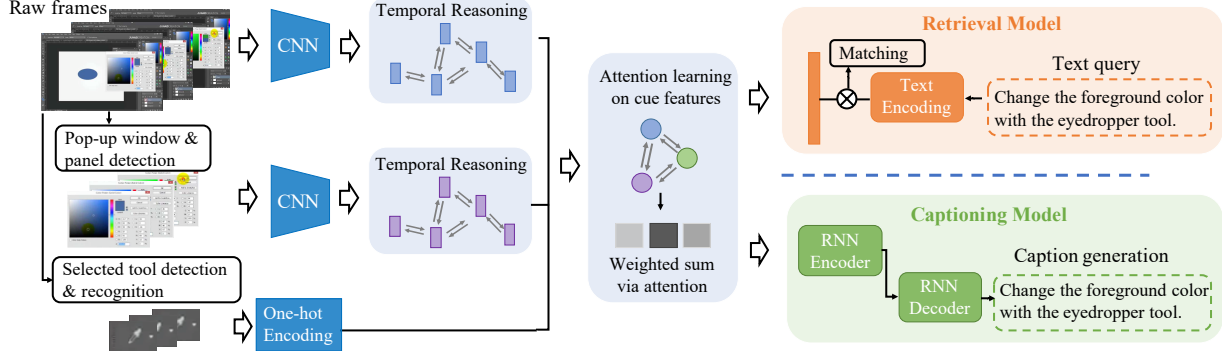 Raw frames
CNN
Temporal Reasoning
Pop-up window &
panel detection
CNN
Temporal Reasoning
Selected tool detection
& recognition
One-hot
Encoding
Attention learning
on cue features
Weighted sum
via attention
Retrieval Model
Matching
Text
Encoding
Text query
Change the foreground color
with the eyedropper tool.
Captioning Model
RNN
Encoder
RNN
Decoder
Caption generation
Change the foreground color
with the eyedropper tool.